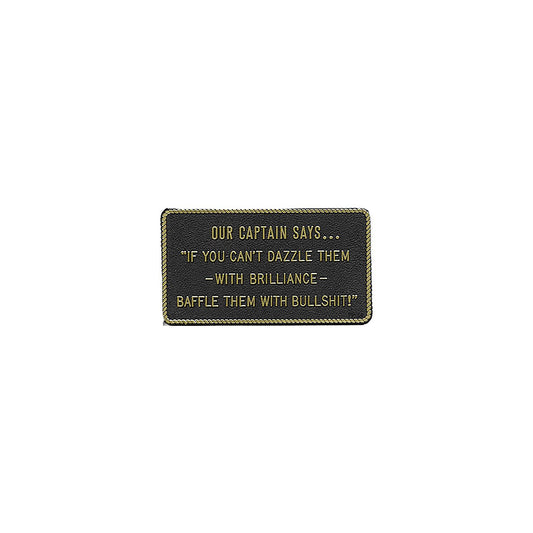 OUR CAPTAIN SAYS...
"IF YOU CAN'T DAZZLE THEM
–WITH BRILLIANCE–
BAFFLE THEM WITH BULLSHIT!"